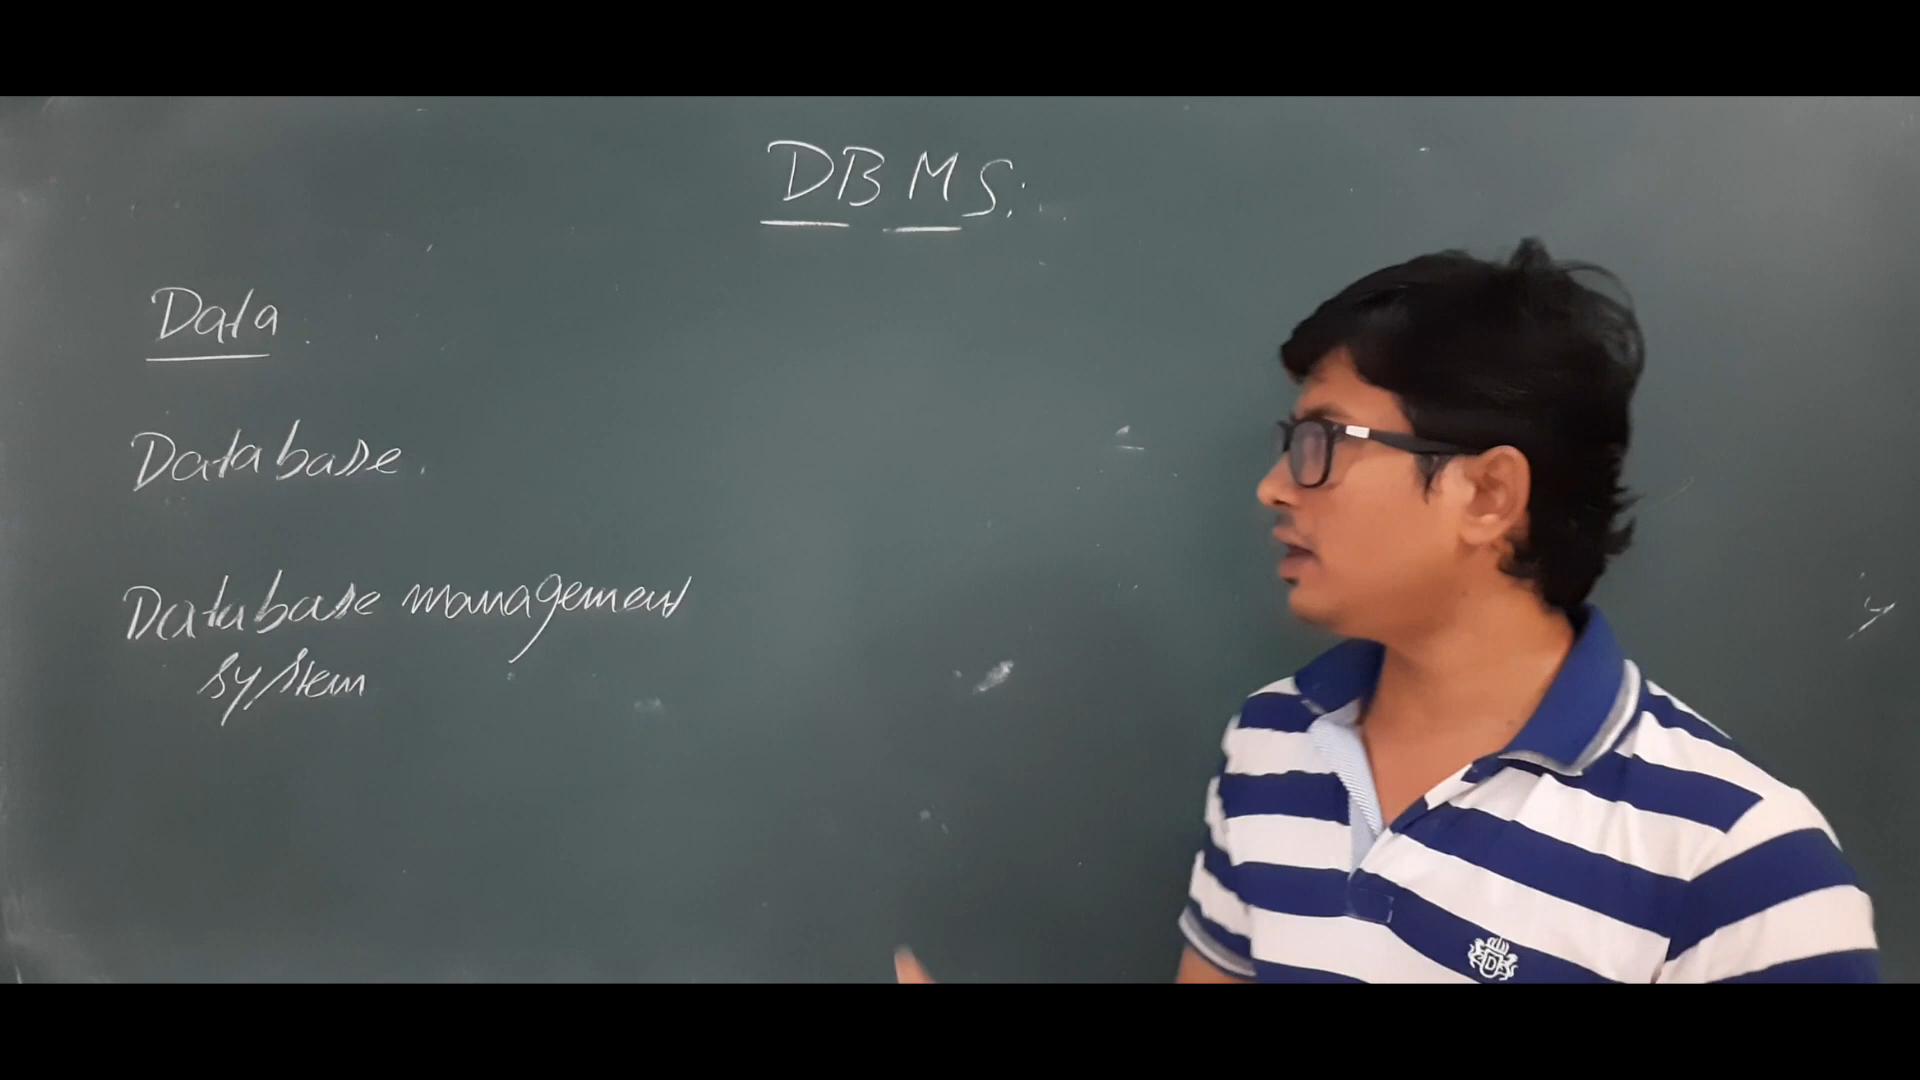 DBMS:
Data
Database.
Database management
system